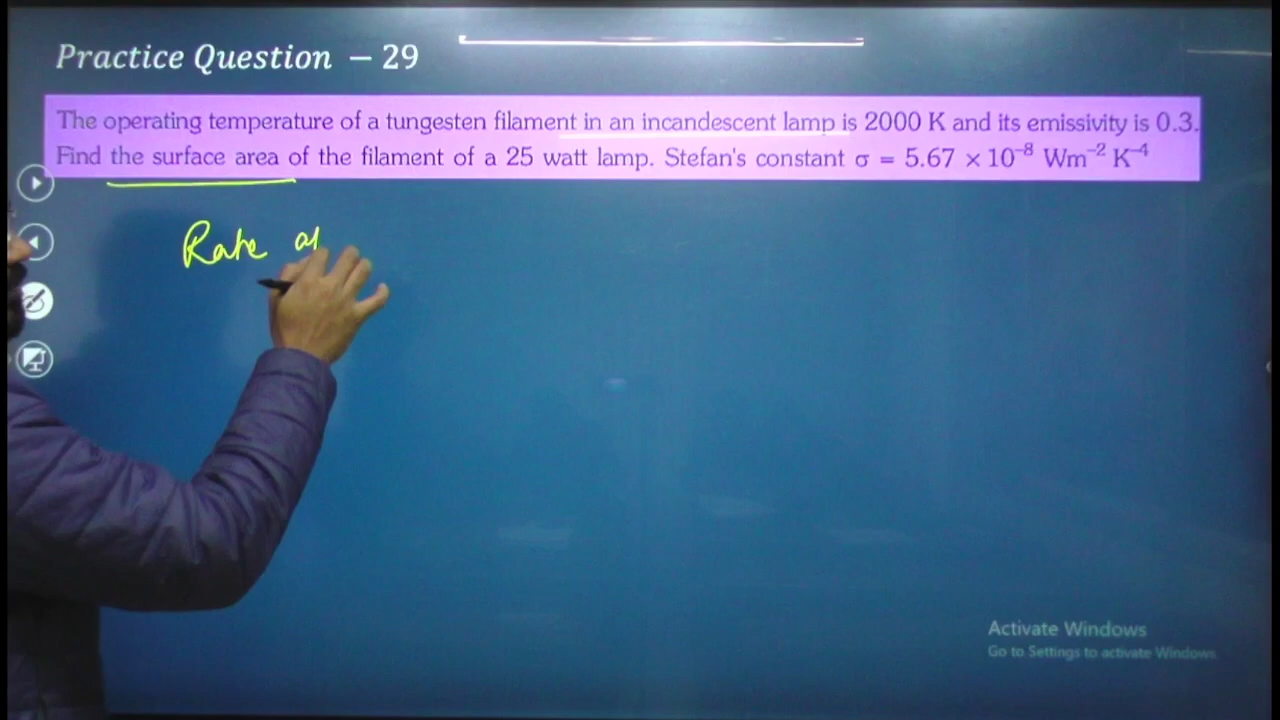 Practice Question – 29
The operating temperature of a tungesten filament in an incandescent lamp is 2000 K and its emissivity is 0.3.
Find the surface area of the filament of a 25 watt lamp. Stefan's constant σ = 5.67 × 10⁻⁸ Wm⁻² K⁻⁴
Rate of
Activate Windows
Go to Settings to activate Windows.